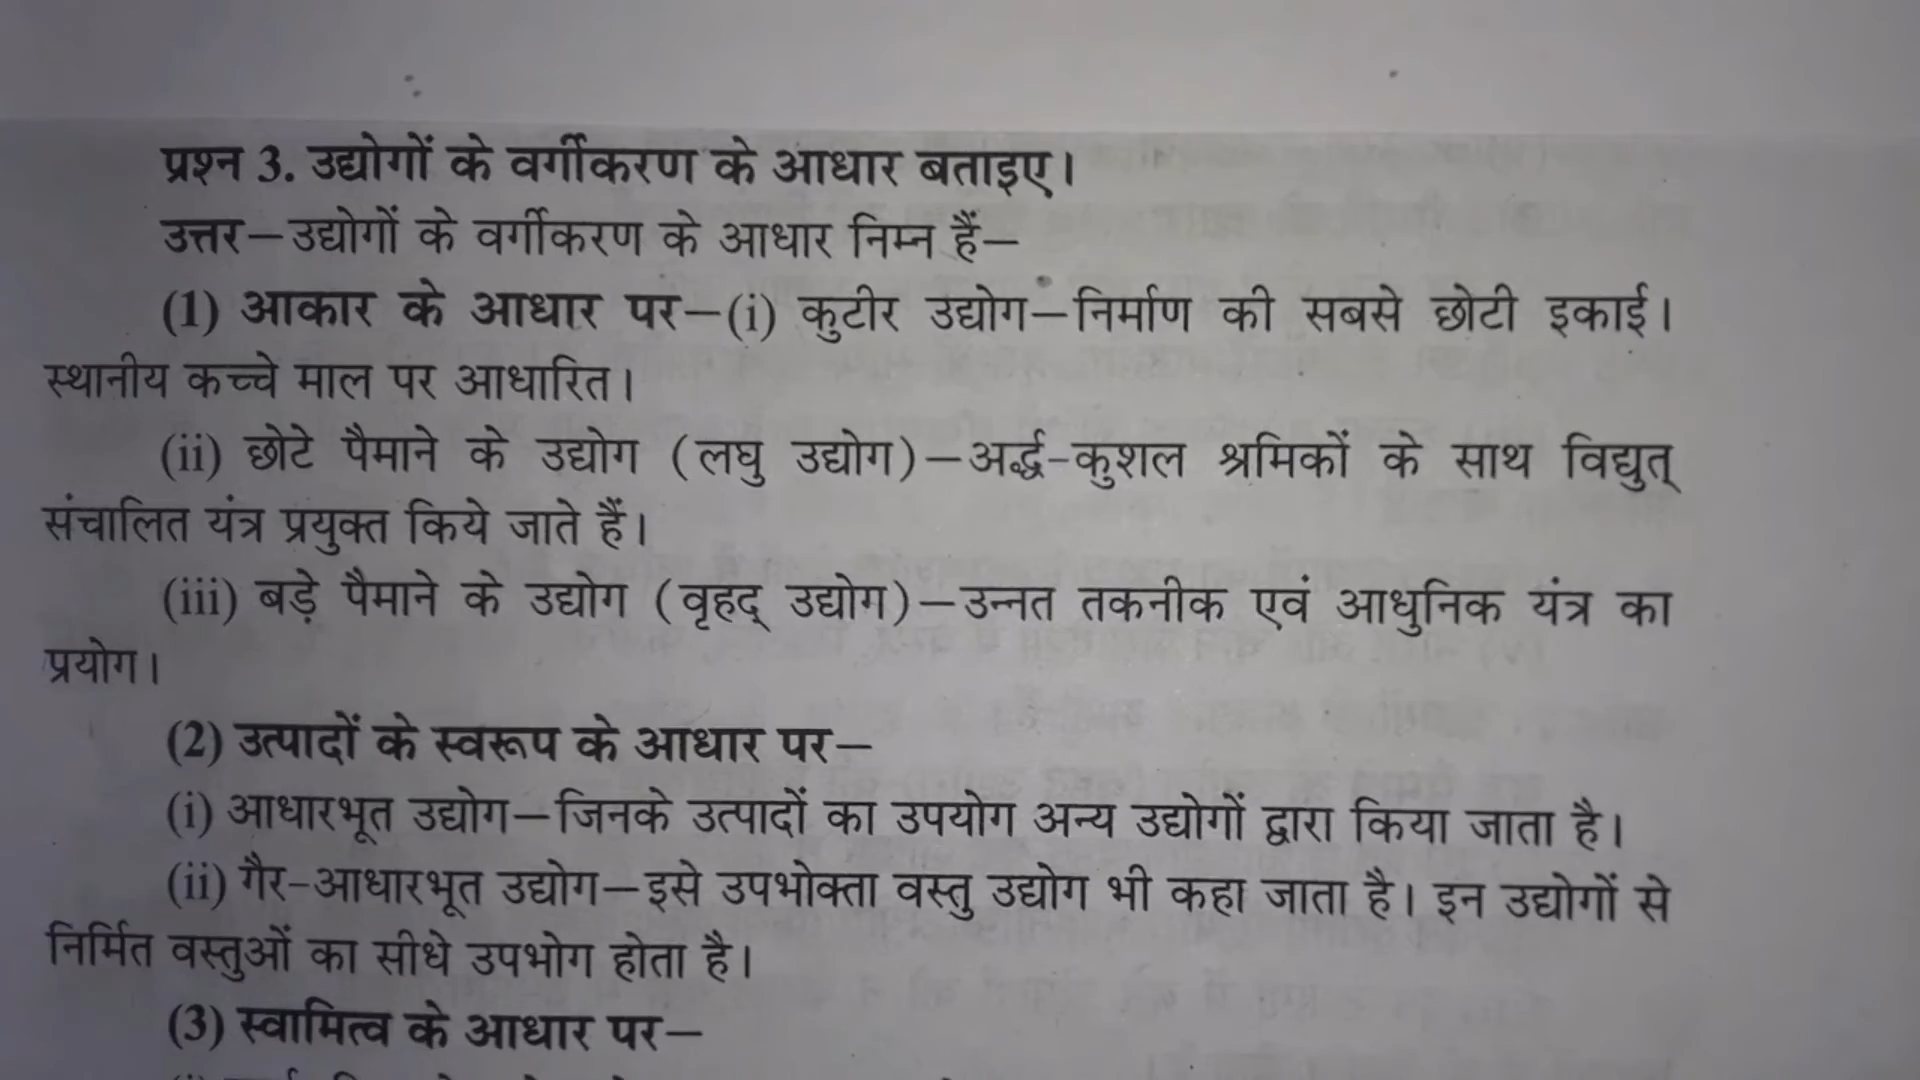 प्रश्न 3. उद्योगों के वर्गीकरण के आधार बताइए।
उत्तर–उद्योगों के वर्गीकरण के आधार निम्न हैं–
(1) आकार के आधार पर–(i) कुटीर उद्योग–निर्माण की सबसे छोटी इकाई।
स्थानीय कच्चे माल पर आधारित।
(ii) छोटे पैमाने के उद्योग (लघु उद्योग)–अर्द्ध-कुशल श्रमिकों के साथ विद्युत्
संचालित यंत्र प्रयुक्त किये जाते हैं।
(iii) बड़े पैमाने के उद्योग (वृहद् उद्योग)–उन्नत तकनीक एवं आधुनिक यंत्र का
प्रयोग।
(2) उत्पादों के स्वरूप के आधार पर–
(i) आधारभूत उद्योग–जिनके उत्पादों का उपयोग अन्य उद्योगों द्वारा किया जाता है।
(ii) गैर-आधारभूत उद्योग–इसे उपभोक्ता वस्तु उद्योग भी कहा जाता है। इन उद्योगों से
निर्मित वस्तुओं का सीधे उपभोग होता है।
(3) स्वामित्व के आधार पर–